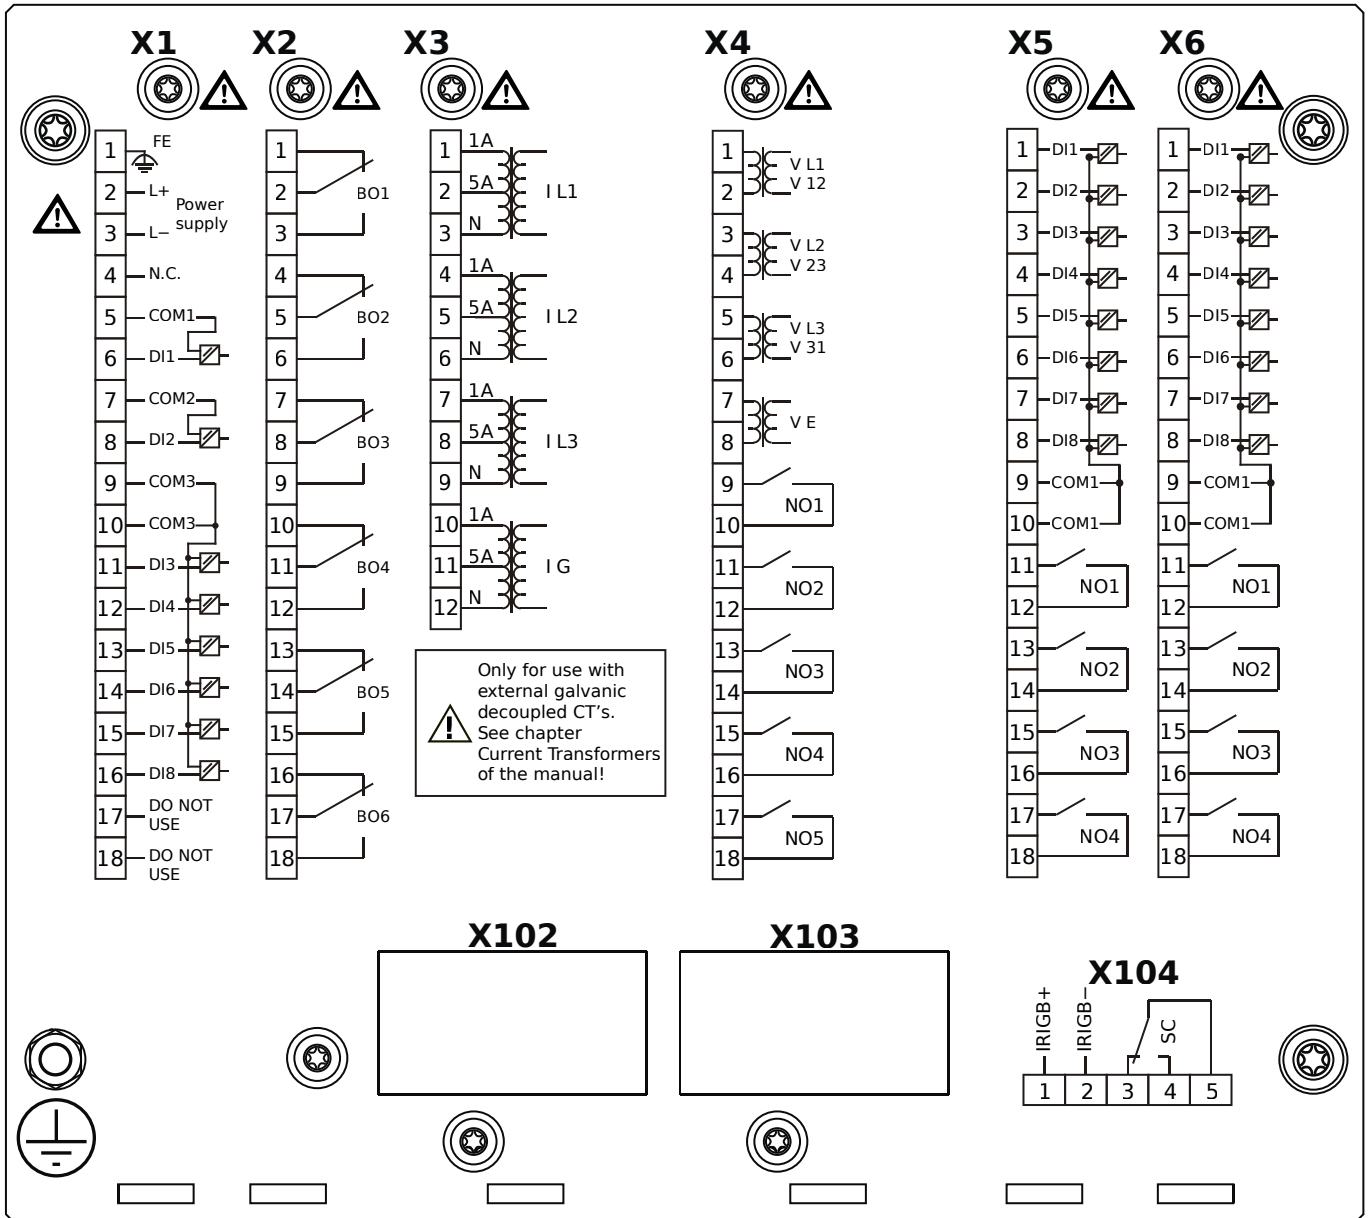 X1
X2
X3
X4
X5
X6
1 FE
2 L+
Power
supply
3 L−
4 N.C.
5 COM1
6 DI1
7 COM2
8 DI2
9 COM3
10 COM3
11 DI3
12 DI4
13 DI5
14 DI6
15 DI7
16 DI8
17 DO NOT
USE
18 DO NOT
USE
1
2 BO1
3
4
5 BO2
6
7
8 BO3
9
10
11 BO4
12
13
14 BO5
15
16
17 BO6
18
1 1A
2 5A I L1
3 N
4 1A
5 5A I L2
6 N
7 1A
8 5A I L3
9 N
10 1A
11 5A I G
12 N
Only for use with
external galvanic
decoupled CT's.
See chapter
Current Transformers
of the manual!
1 V L1
2 V 12
3 V L2
4 V 23
5 V L3
6 V 31
7
V E
8
9
NO1
10
11
NO2
12
13
NO3
14
15
NO4
16
17
NO5
18
1 DI1
2 DI2
3 DI3
4 DI4
5 DI5
6 DI6
7 DI7
8 DI8
9 COM1
10 COM1
11
NO1
12
13
NO2
14
15
NO3
16
17
NO4
18
1 DI1
2 DI2
3 DI3
4 DI4
5 DI5
6 DI6
7 DI7
8 DI8
9 COM1
10 COM1
11
NO1
12
13
NO2
14
15
NO3
16
17
NO4
18
X102
X103
X104
IRIGB+
IRIGB−
SC
1 2 3 4 5